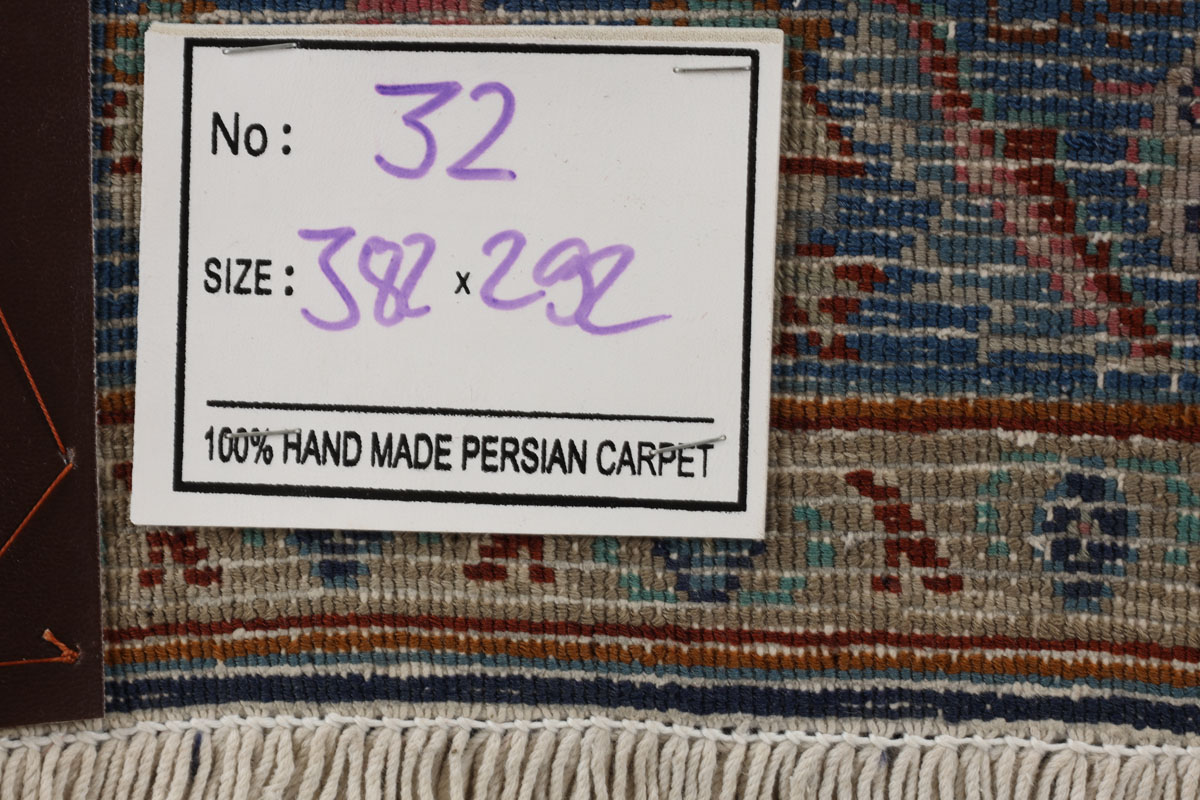 No: 32
SIZE: 382 x 292
100% HAND MADE PERSIAN CARPET